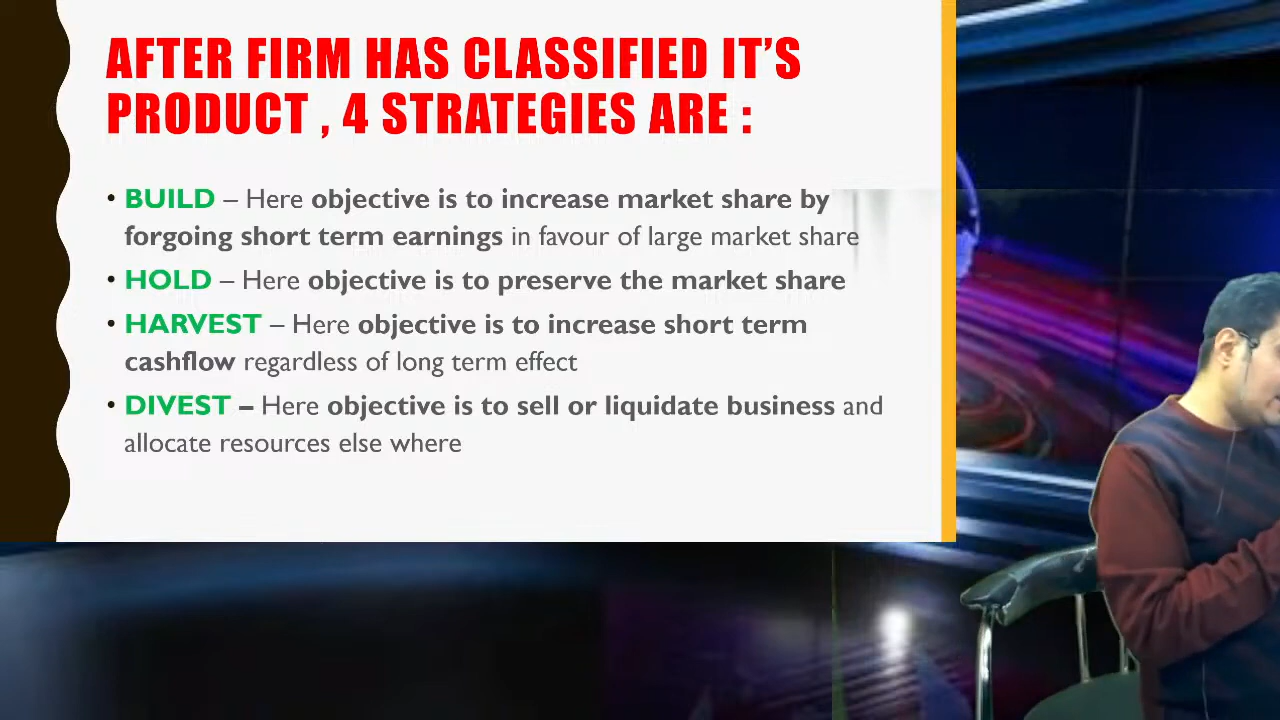 AFTER FIRM HAS CLASSIFIED IT'S
PRODUCT , 4 STRATEGIES ARE :
• BUILD – Here objective is to increase market share by
forgoing short term earnings in favour of large market share
• HOLD – Here objective is to preserve the market share
• HARVEST – Here objective is to increase short term
cashflow regardless of long term effect
• DIVEST – Here objective is to sell or liquidate business and
allocate resources else where